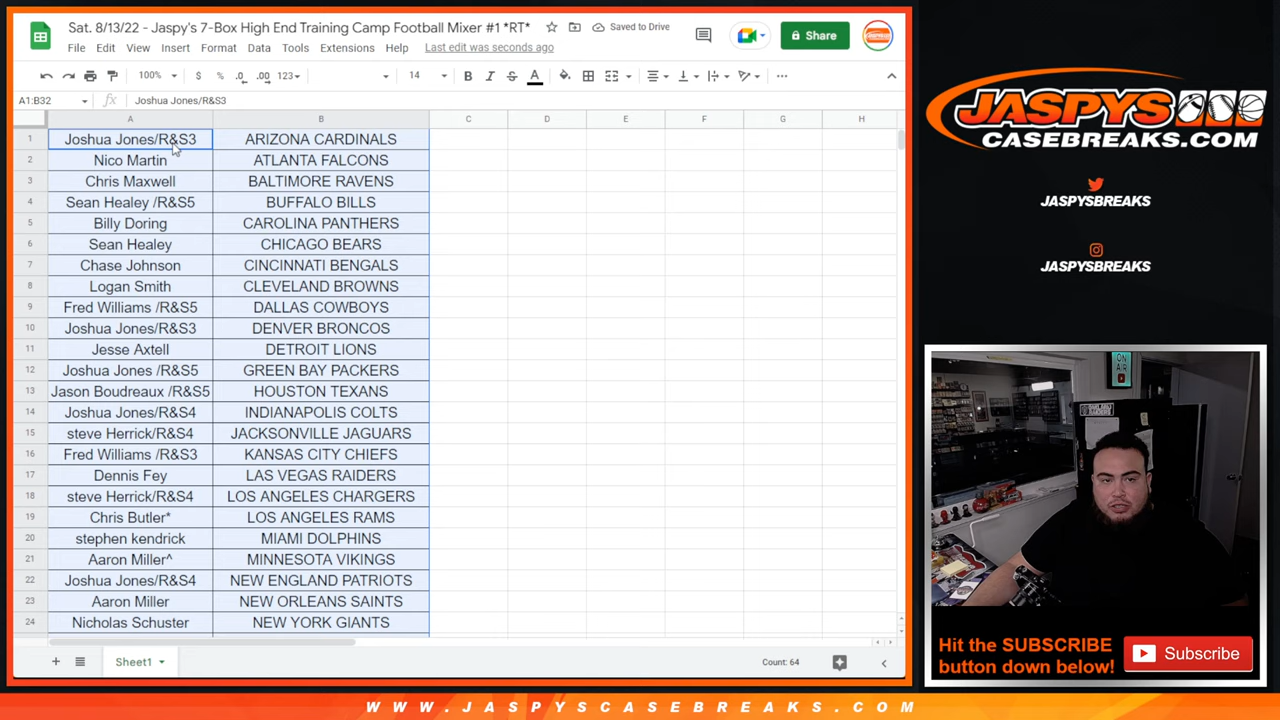 Sat. 8/13/22 - Jaspy's 7-Box High End Training Camp Football Mixer #1 *RT*
Saved to Drive
Share
File Edit View Insert Format Data Tools Extensions Help Last edit was seconds ago
100% $ % .0 .00 123 14 B I S A
A1:B32 fx Joshua Jones/R&S3
A B C D E F G H
1 Joshua Jones/R&S3 ARIZONA CARDINALS
2 Nico Martin ATLANTA FALCONS
3 Chris Maxwell BALTIMORE RAVENS
4 Sean Healey /R&S5 BUFFALO BILLS
5 Billy Doring CAROLINA PANTHERS
6 Sean Healey CHICAGO BEARS
7 Chase Johnson CINCINNATI BENGALS
8 Logan Smith CLEVELAND BROWNS
9 Fred Williams /R&S5 DALLAS COWBOYS
10 Joshua Jones/R&S3 DENVER BRONCOS
11 Jesse Axtell DETROIT LIONS
12 Joshua Jones /R&S5 GREEN BAY PACKERS
13 Jason Boudreaux /R&S5 HOUSTON TEXANS
14 Joshua Jones/R&S4 INDIANAPOLIS COLTS
15 steve Herrick/R&S4 JACKSONVILLE JAGUARS
16 Fred Williams /R&S3 KANSAS CITY CHIEFS
17 Dennis Fey LAS VEGAS RAIDERS
18 steve Herrick/R&S4 LOS ANGELES CHARGERS
19 Chris Butler* LOS ANGELES RAMS
20 stephen kendrick MIAMI DOLPHINS
21 Aaron Miller^ MINNESOTA VIKINGS
22 Joshua Jones/R&S4 NEW ENGLAND PATRIOTS
23 Aaron Miller NEW ORLEANS SAINTS
24 Nicholas Schuster NEW YORK GIANTS
Sheet1
Count: 64
JASPYS
CASEBREAKS.COM
JASPYSBREAKS
JASPYSBREAKS
ON AIR
Hit the SUBSCRIBE
button down below!
Subscribe
WWW.JASPYSCASEBREAKS.COM